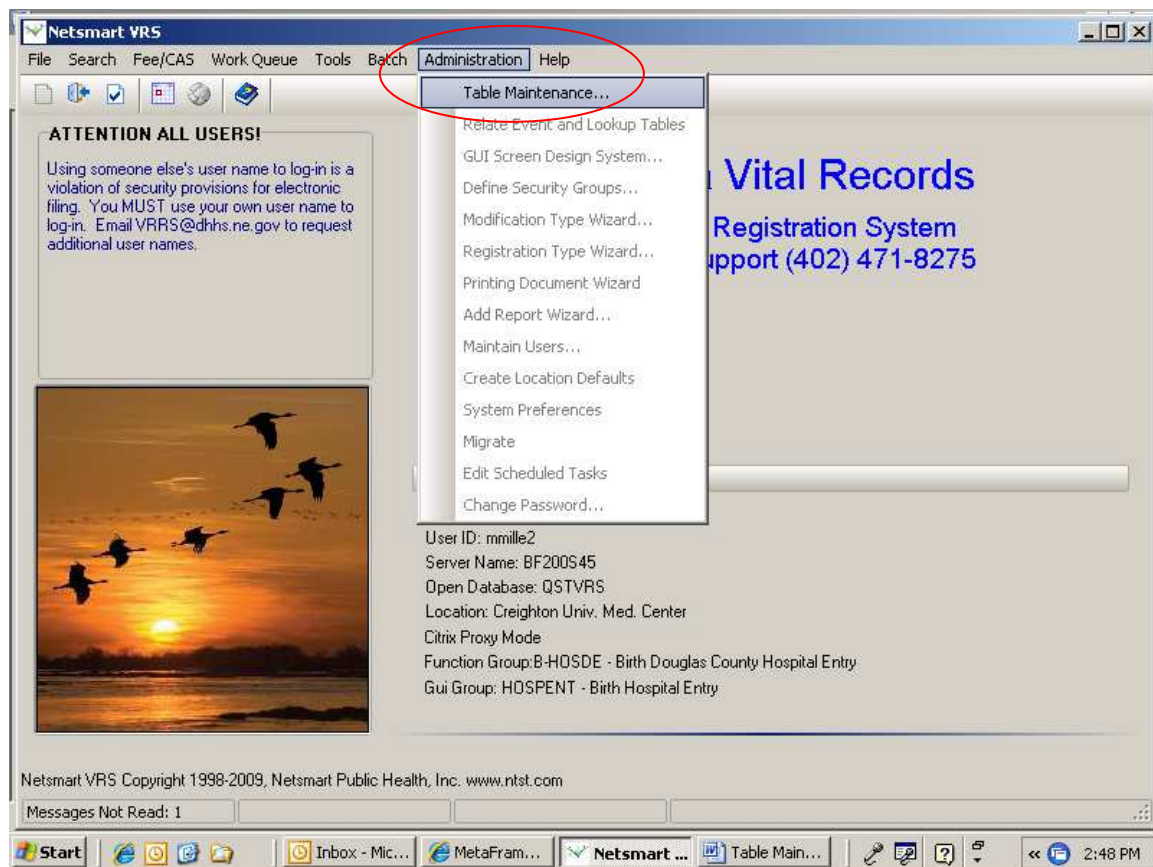 Netsmart VRS
File Search Fee/CAS Work Queue Tools Batch Administration Help
Table Maintenance...
Relate Event and Lookup Tables
GUI Screen Design System...
Define Security Groups...
Modification Type Wizard...
Registration Type Wizard...
Printing Document Wizard
Add Report Wizard...
Maintain Users...
Create Location Defaults
System Preferences
Migrate
Edit Scheduled Tasks
Change Password...
ATTENTION ALL USERS!
Using someone else's user name to log-in is a
violation of security provisions for electronic
filing. You MUST use your own user name to
log-in. Email VRRS@dhhs.ne.gov to request
additional user names.
Vital Records
Registration System
upport (402) 471-8275
User ID: mmille2
Server Name: BF200S45
Open Database: QSTVRS
Location: Creighton Univ. Med. Center
Citrix Proxy Mode
Function Group:B-HOSDE - Birth Douglas County Hospital Entry
Gui Group: HOSPENT - Birth Hospital Entry
Netsmart VRS Copyright 1998-2009, Netsmart Public Health, Inc. www.ntst.com
Messages Not Read: 1
Start Inbox - Mic... MetaFram... Netsmart ... Table Main... « 2:48 PM